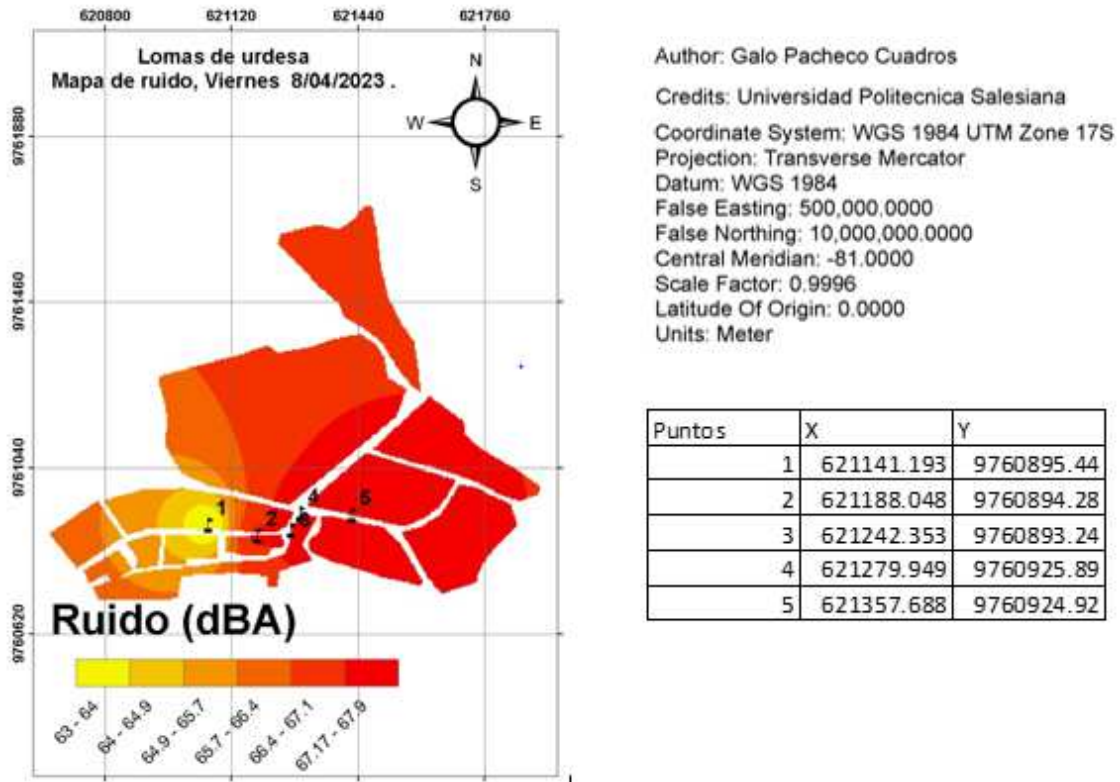 620800 621120 621440 621760
Lomas de urdesa
Mapa de ruido, Viernes 8/04/2023 .
N
W E
S
9761880
9761460
9761040
9760620
1
2
3
4
5
Ruido (dBA)
63 - 64
64 - 64.9
64.9 - 65.7
65.7 - 66.4
66.4 - 67.1
67.17 - 67.9
Author: Galo Pacheco Cuadros
Credits: Universidad Politecnica Salesiana
Coordinate System: WGS 1984 UTM Zone 17S
Projection: Transverse Mercator
Datum: WGS 1984
False Easting: 500,000.0000
False Northing: 10,000,000.0000
Central Meridian: -81.0000
Scale Factor: 0.9996
Latitude Of Origin: 0.0000
Units: Meter
Puntos X Y
1 621141.193 9760895.44
2 621188.048 9760894.28
3 621242.353 9760893.24
4 621279.949 9760925.89
5 621357.688 9760924.92